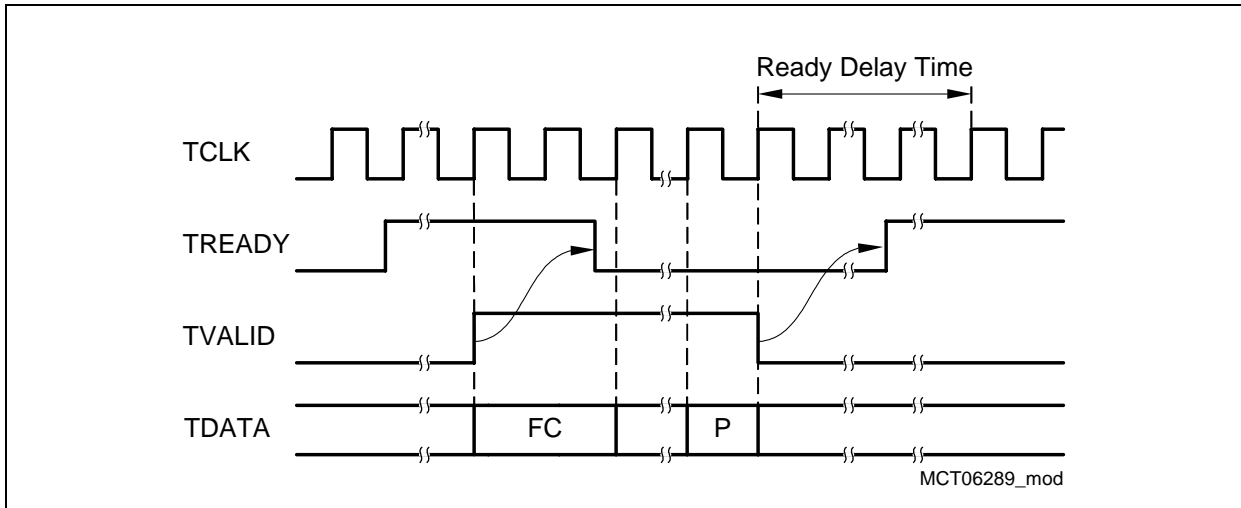 Ready Delay Time
TCLK
TREADY
TVALID
TDATA
FC
P
MCT06289_mod